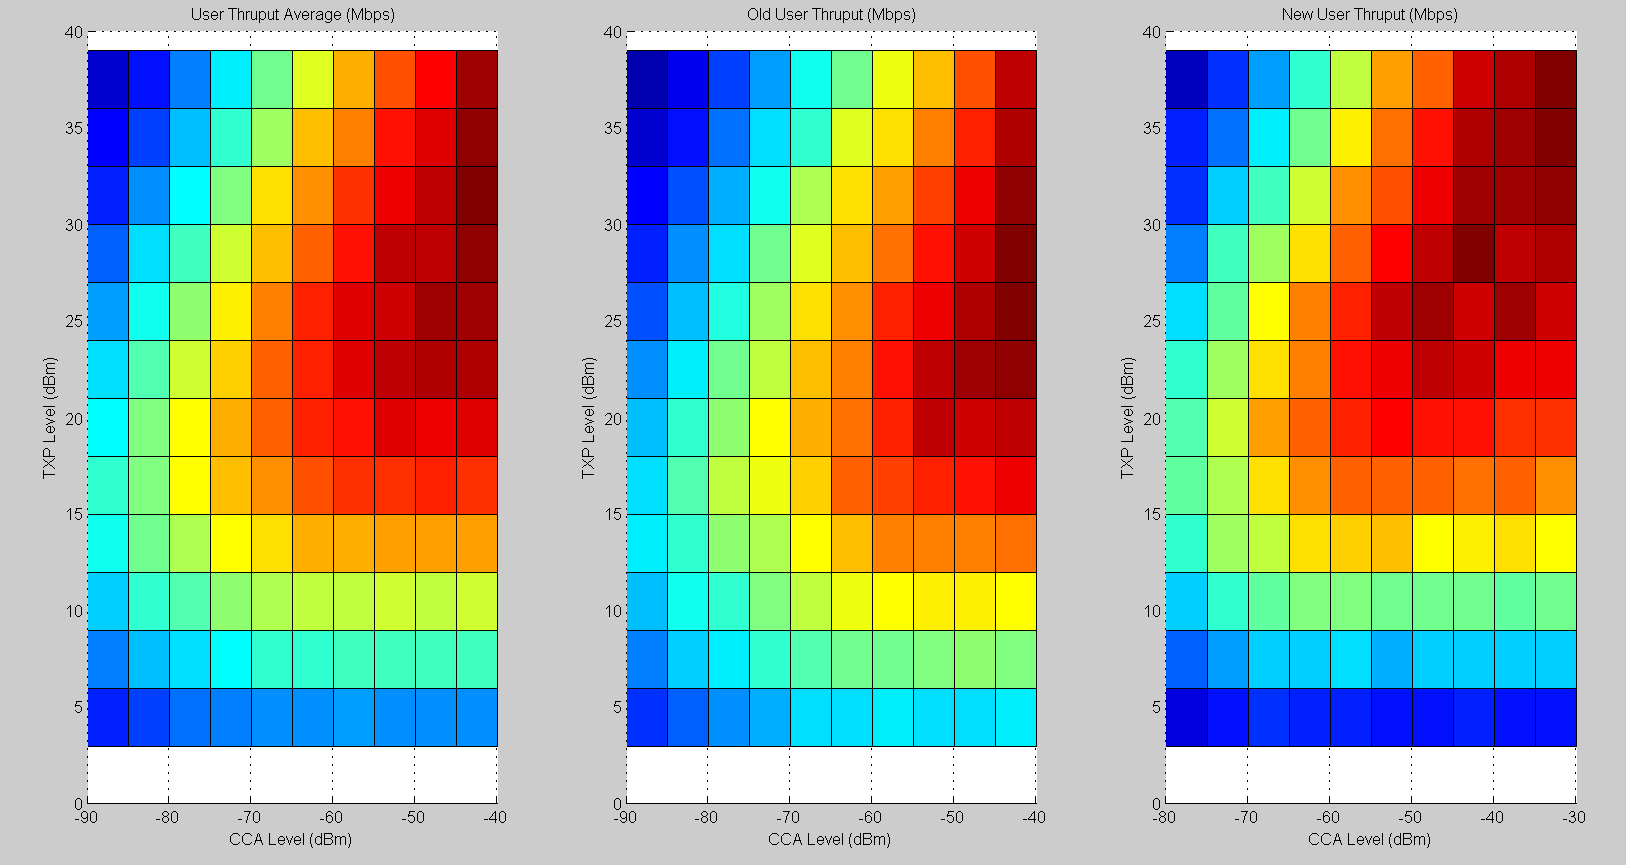 User Thruput Average (Mbps)
40
35
30
25
20
15
10
5
0
TXP Level (dBm)
-90 -80 -70 -60 -50 -40
CCA Level (dBm)
Old User Thruput (Mbps)
40
35
30
25
20
15
10
5
0
TXP Level (dBm)
-90 -80 -70 -60 -50 -40
CCA Level (dBm)
New User Thruput (Mbps)
40
35
30
25
20
15
10
5
0
TXP Level (dBm)
-80 -70 -60 -50 -40 -30
CCA Level (dBm)